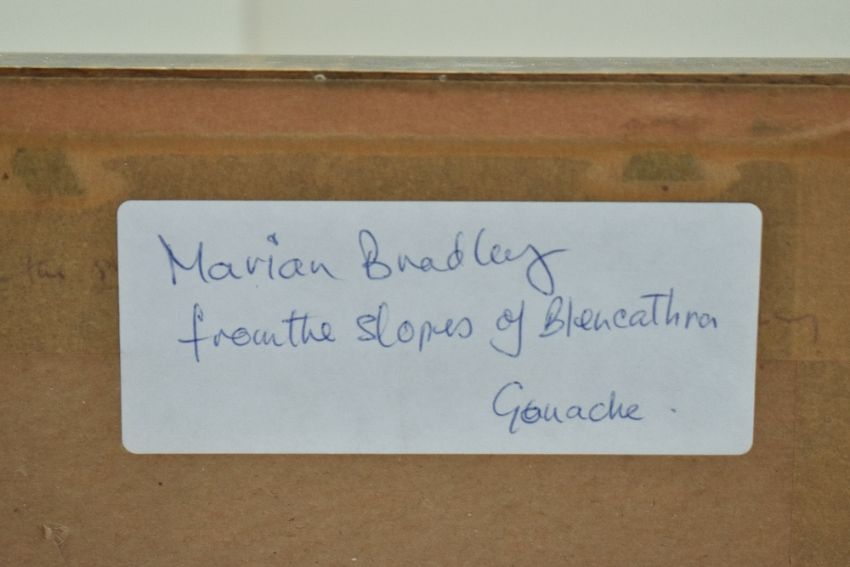 Marian Bradley
from the slopes of Blencathra
Gouache.